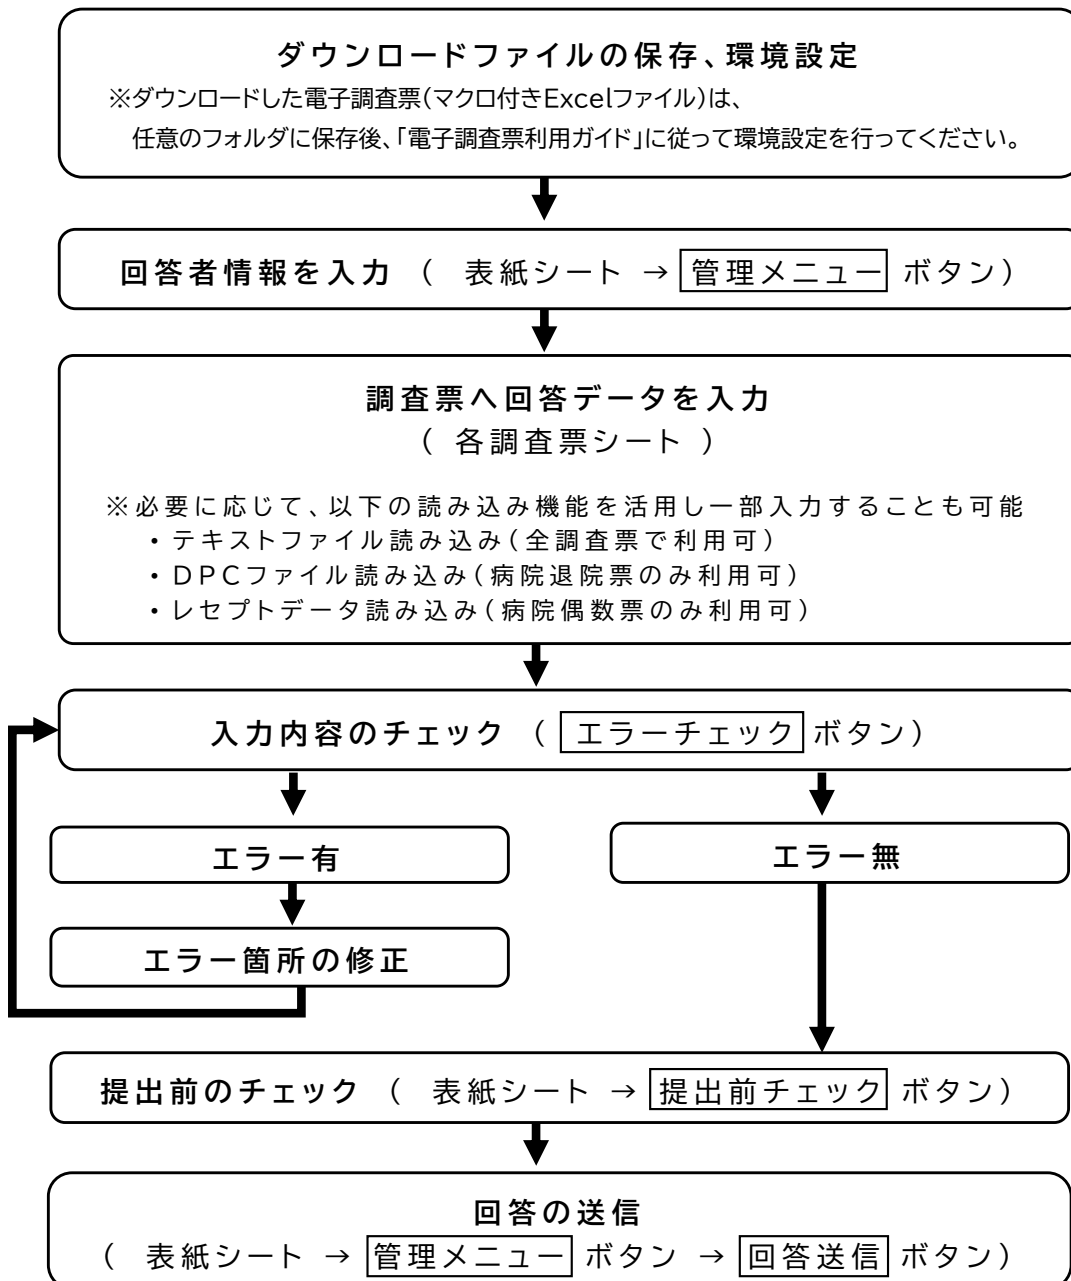 ダウンロードファイルの保存、環境設定
※ダウンロードした電子調査票(マクロ付きExcelファイル)は、
任意のフォルダに保存後、「電子調査票利用ガイド」に従って環境設定を行ってください。
回答者情報を入力 ( 表紙シート → 管理メニュー ボタン)
調査票へ回答データを入力
( 各調査票シート )
※必要に応じて、以下の読み込み機能を活用し一部入力することも可能
・テキストファイル読み込み(全調査票で利用可)
・DPCファイル読み込み(病院退院票のみ利用可)
・レセプトデータ読み込み(病院偶数票のみ利用可)
入力内容のチェック ( エラーチェック ボタン)
エラー有
エラー無
エラー箇所の修正
提出前のチェック ( 表紙シート → 提出前チェック ボタン)
回答の送信
( 表紙シート → 管理メニュー ボタン → 回答送信 ボタン)